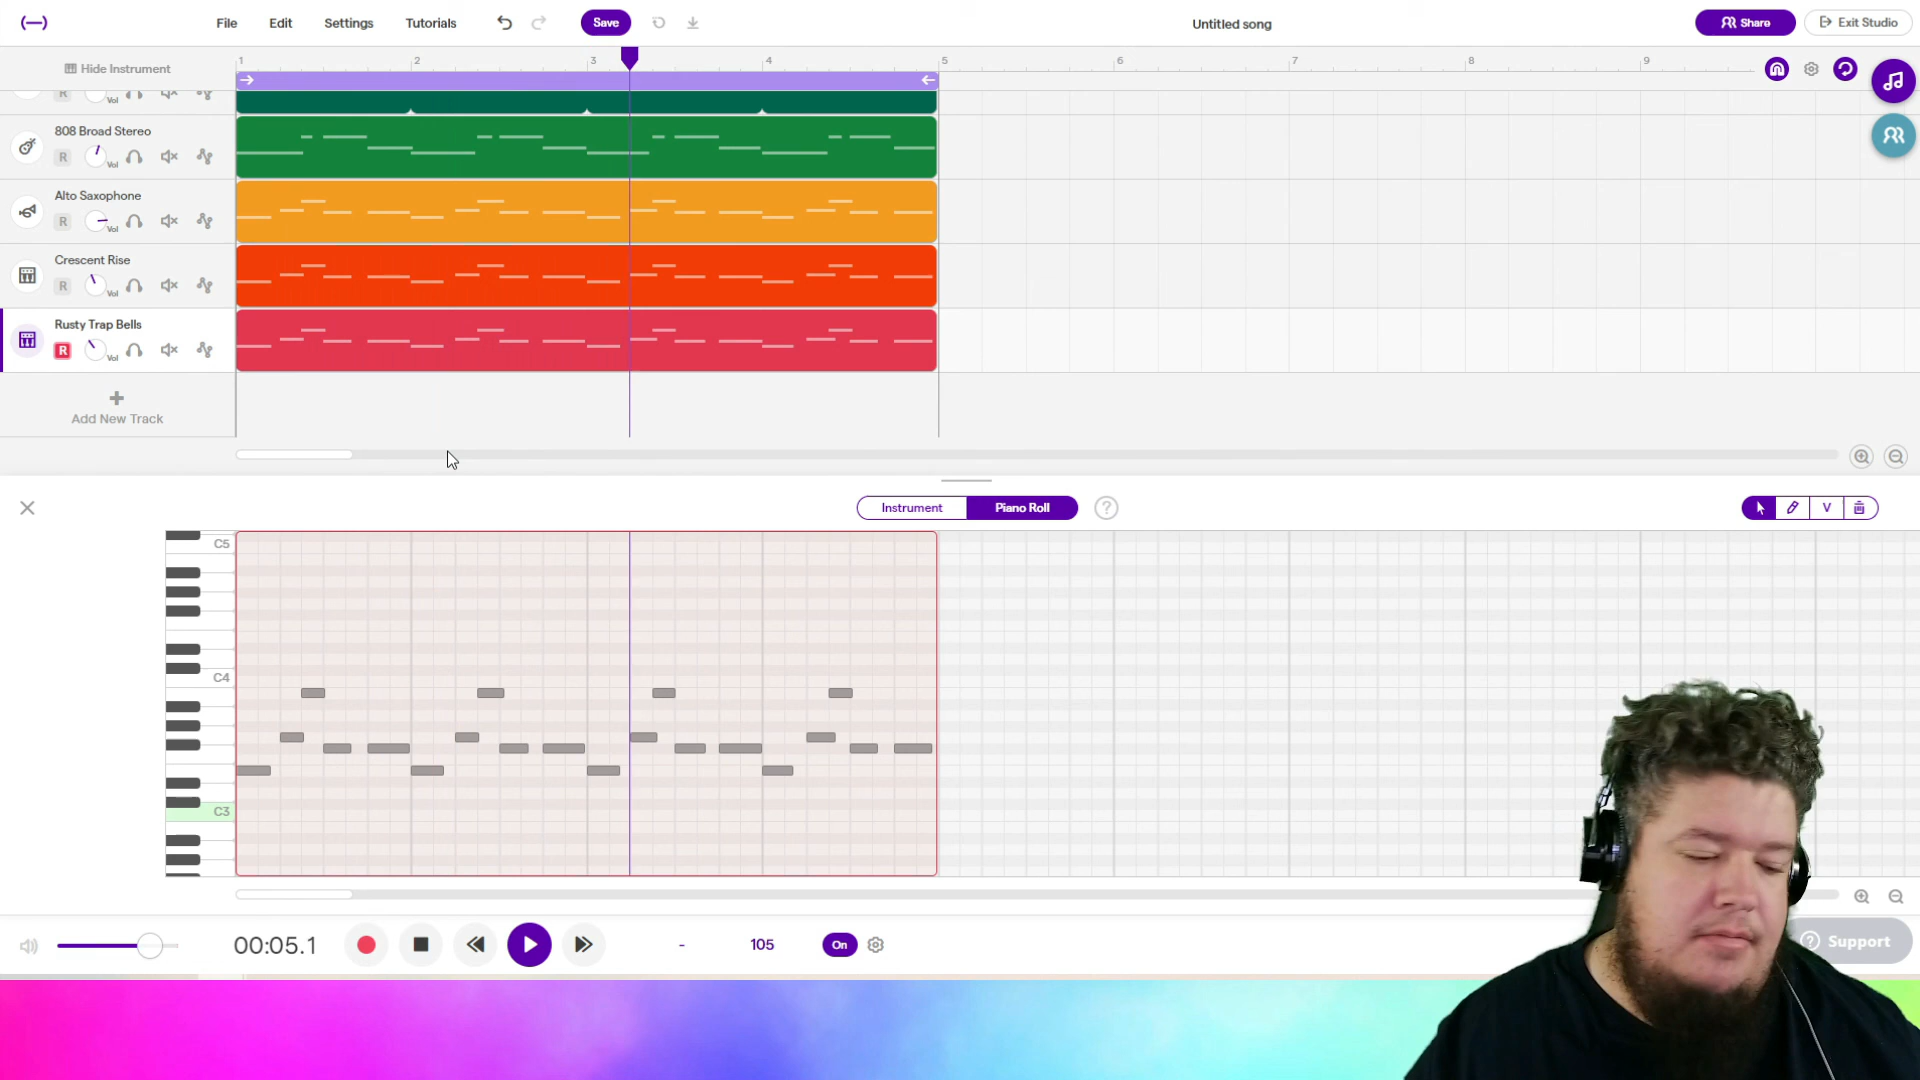 File Edit Settings Tutorials Save Untitled song Share Exit Studio
Hide Instrument 1 2 3 4 5 6 7 8 9
R Vol
808 Broad Stereo
R Vol
Alto Saxophone
R Vol
Crescent Rise
R Vol
Rusty Trap Bells
R Vol
+
Add New Track
Instrument Piano Roll ? V
C5
C4
C3
00:05.1 - 105 On
? Support